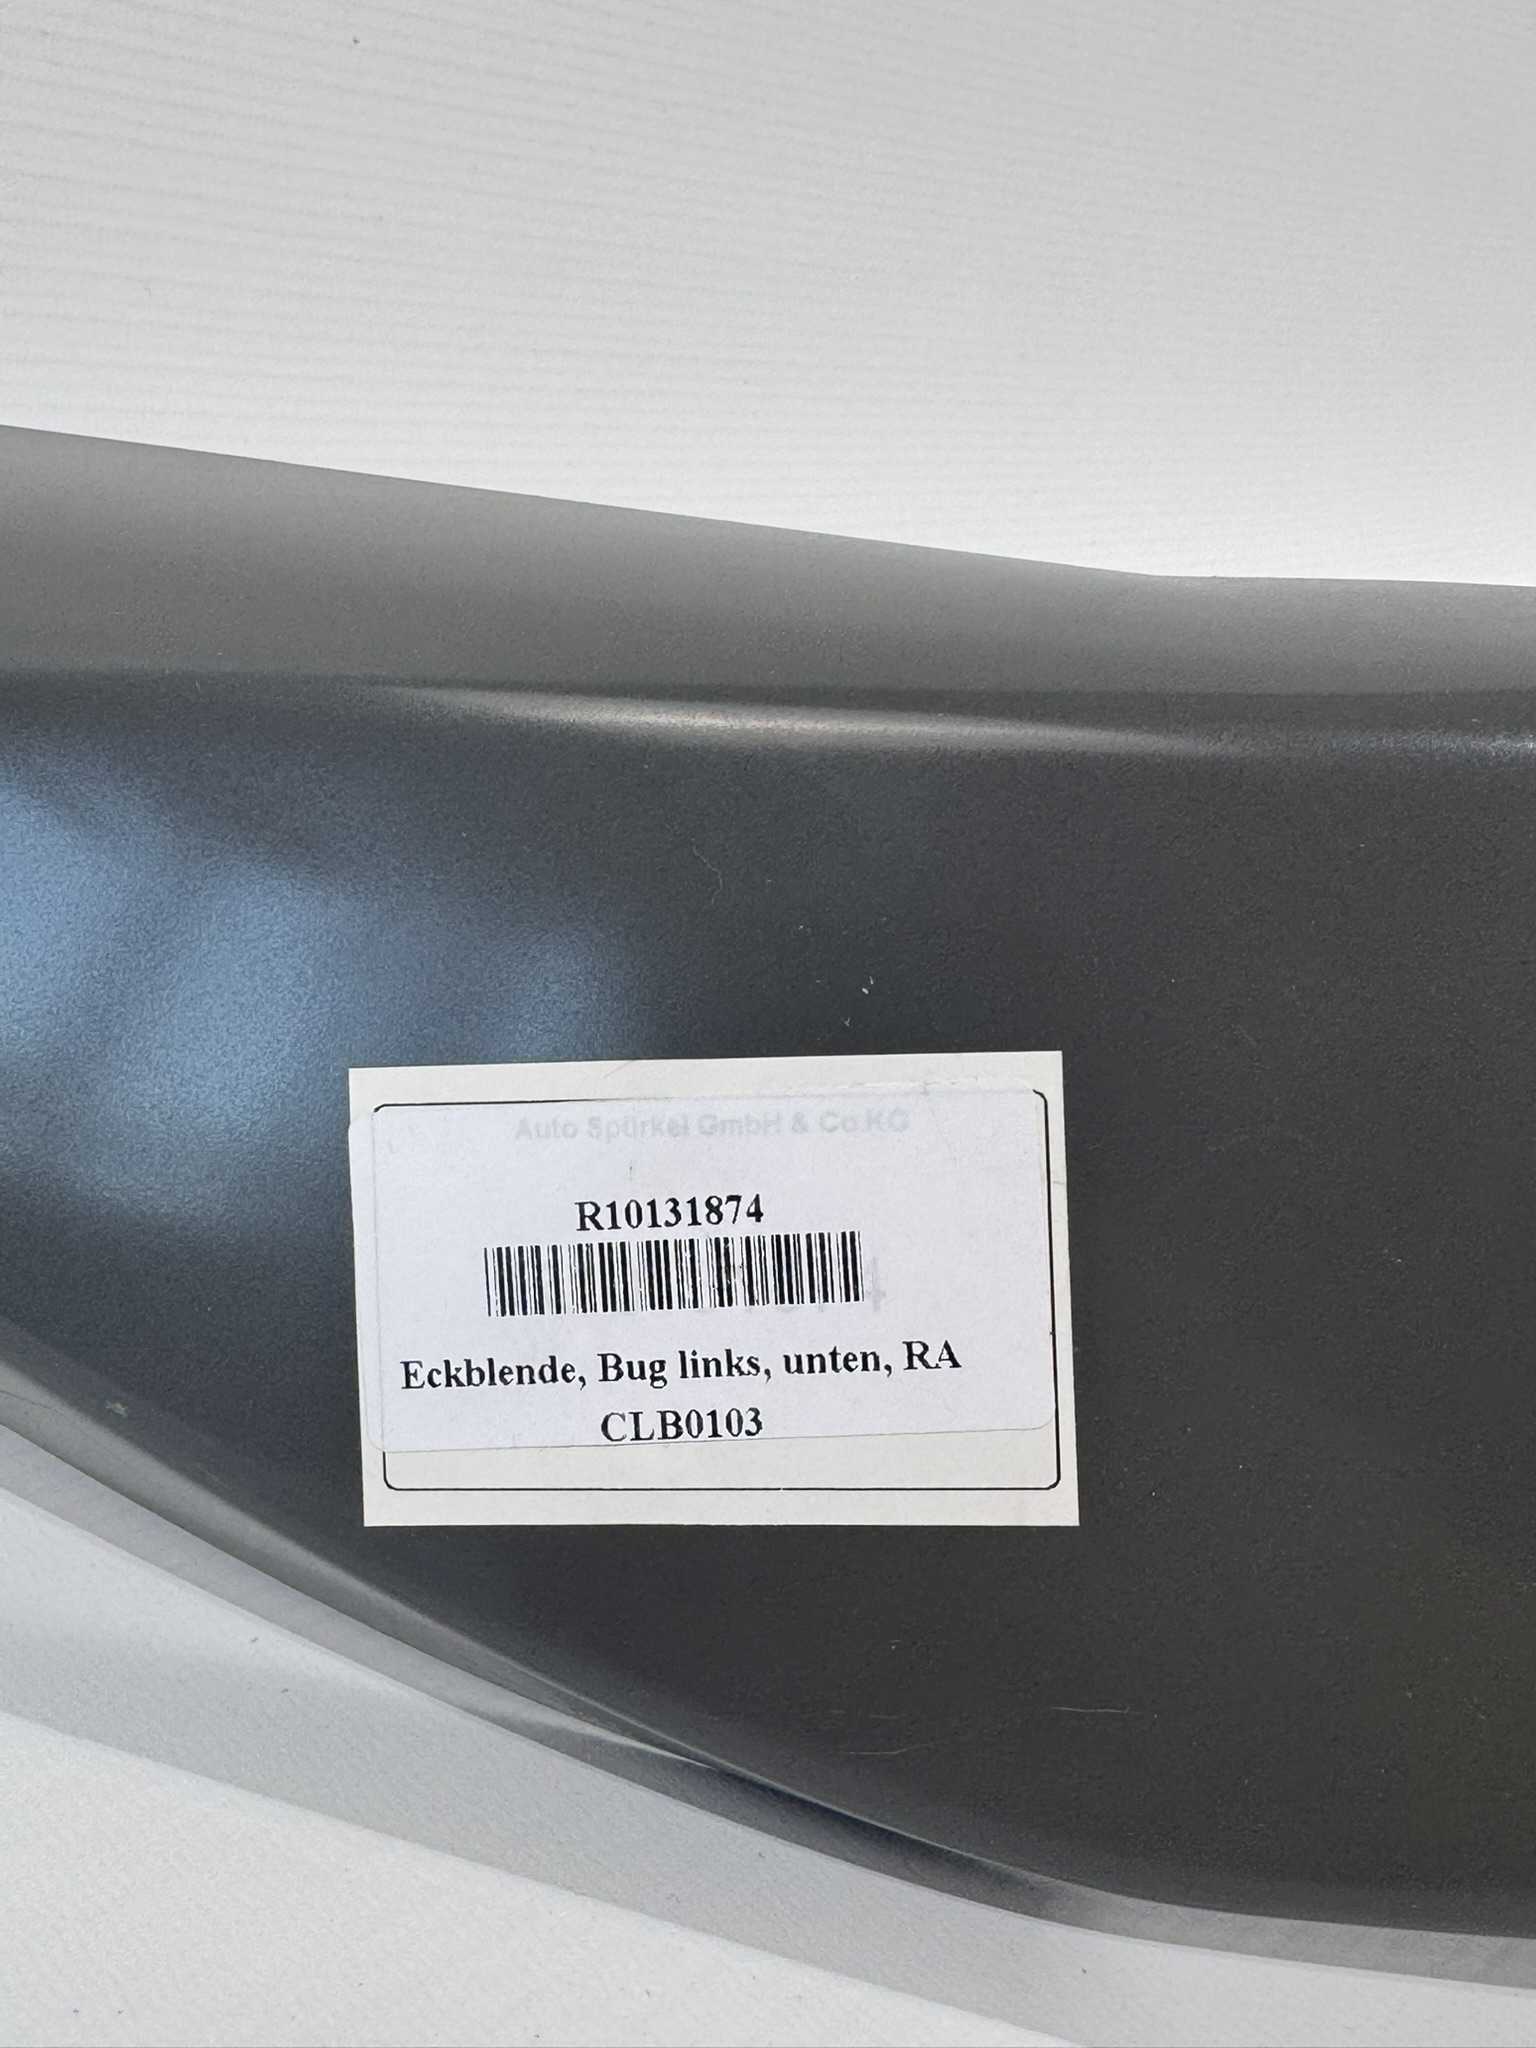 Auto Spürkel GmbH & Co KG
R10131874
Eckblende, Bug links, unten, RA
CLB0103